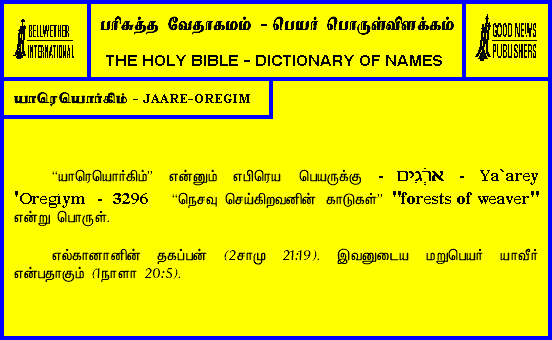 BELLWETHER
INTERNATIONAL
பரிசுத்த வேதாகமம் - பெயர் பொருள்விளக்கம்
THE HOLY BIBLE - DICTIONARY OF NAMES
GOOD NEWS
PUBLISHERS
யாரெயொர்கிம் - JAARE-OREGIM
“யாரெயொர்கிம்” என்னும் எபிரெய பெயருக்கு - אֹרְגִים - Ya`arey
'Oregiym - 3296 “நெசவு செய்கிறவனின் காடுகள்” "forests of weaver"
என்று பொருள்.
எல்கானானின் தகப்பன் (2சாமு 21:19). இவனுடைய மறுபெயர் யாவீர்
என்பதாகும் (1நாளா 20:5).